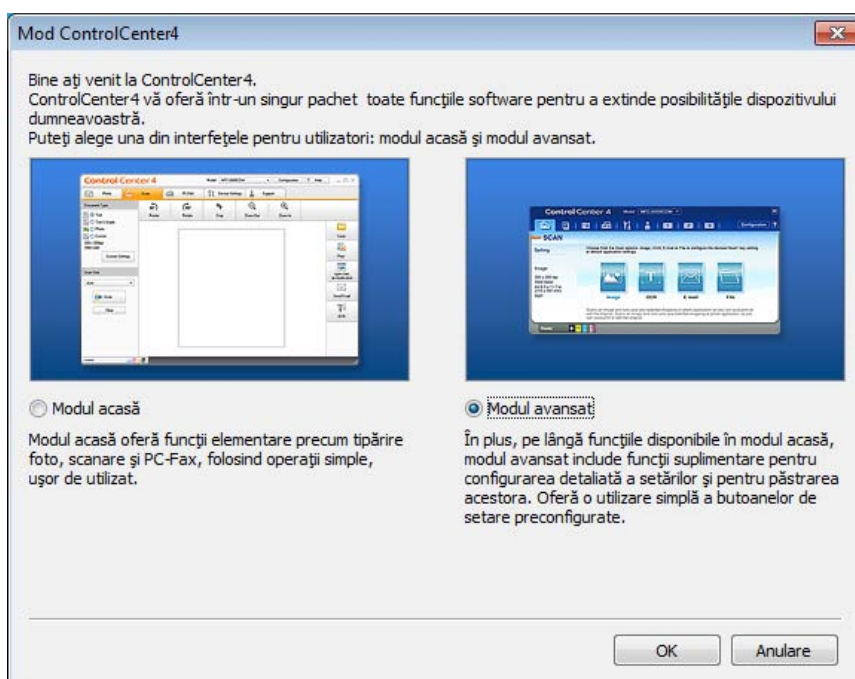 Mod ControlCenter4
Bine aţi venit la ControlCenter4.
ControlCenter4 vă oferă într-un singur pachet toate funcţiile software pentru a extinde posibilităţile dispozitivului
dumneavoastră.
Puteţi alege una din interfeţele pentru utilizatori: modul acasă şi modul avansat.
Control Center 4
Control Center 4
SCAN
Modul acasă
Modul acasă oferă funcţii elementare precum tipărire
foto, scanare şi PC-Fax, folosind operaţii simple,
uşor de utilizat.
Modul avansat
În plus, pe lângă funcţiile disponibile în modul acasă,
modul avansat include funcţii suplimentare pentru
configurarea detaliată a setărilor şi pentru păstrarea
acestora. Oferă o utilizare simplă a butoanelor de
setare preconfigurate.
OK
Anulare